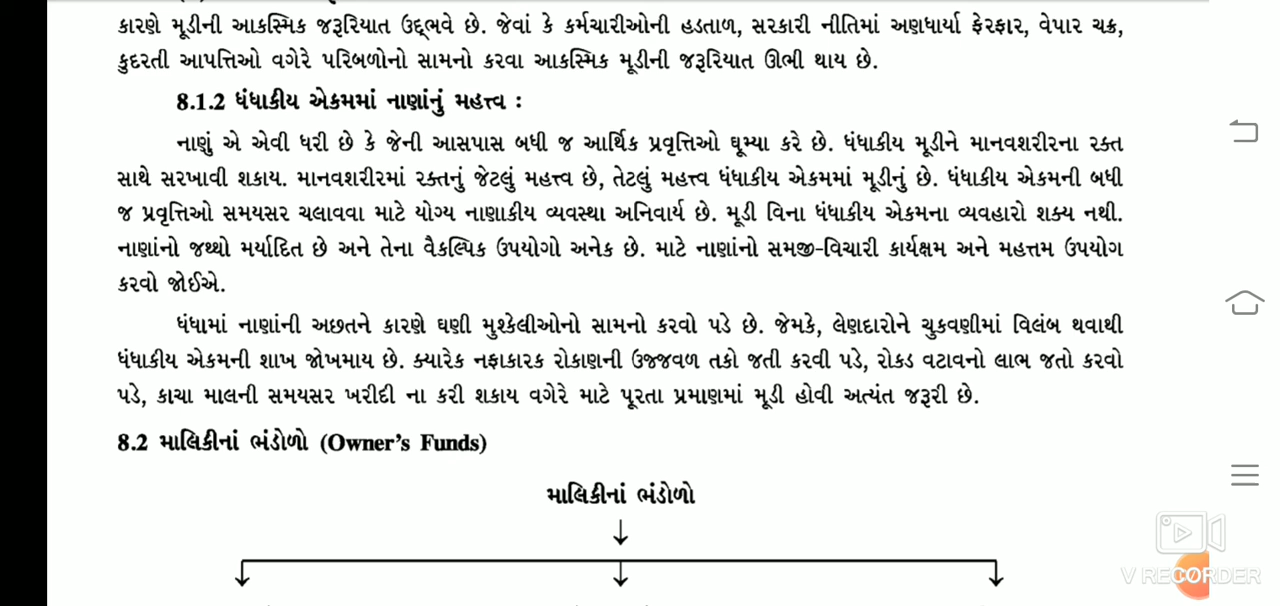 કારણે મૂડીની આકસ્મિક જરૂરિયાત ઉદ્ભવે છે. જેવાં કે કર્મચારીઓની હડતાળ, સરકારી નીતિમાં અણધાર્યા ફેરફાર, વેપાર ચક્ર,
કુદરતી આપત્તિઓ વગેરે પરિબળોનો સામનો કરવા આકસ્મિક મૂડીની જરૂરિયાત ઊભી થાય છે.
8.1.2 ધંધાકીય એકમમાં નાણાંનું મહત્ત્વ :
નાણું એ એવી ધરી છે કે જેની આસપાસ બધી જ આર્થિક પ્રવૃત્તિઓ ઘૂમ્યા કરે છે. ધંધાકીય મૂડીને માનવશરીરના રક્ત
સાથે સરખાવી શકાય. માનવશરીરમાં રક્તનું જેટલું મહત્ત્વ છે, તેટલું મહત્ત્વ ધંધાકીય એકમમાં મૂડીનું છે. ધંધાકીય એકમની બધી
જ પ્રવૃત્તિઓ સમયસર ચલાવવા માટે યોગ્ય નાણાકીય વ્યવસ્થા અનિવાર્ય છે. મૂડી વિના ધંધાકીય એકમના વ્યવહારો શક્ય નથી.
નાણાંનો જથ્થો મર્યાદિત છે અને તેના વૈકલ્પિક ઉપયોગો અનેક છે. માટે નાણાંનો સમજી-વિચારી કાર્યક્ષમ અને મહત્તમ ઉપયોગ
કરવો જોઈએ.
ધંધામાં નાણાંની અછતને કારણે ઘણી મુશ્કેલીઓનો સામનો કરવો પડે છે. જેમકે, લેણદારોને ચુકવણીમાં વિલંબ થવાથી
ધંધાકીય એકમની શાખ જોખમાય છે. ક્યારેક નફાકારક રોકાણની ઉજ્જવળ તકો જતી કરવી પડે, રોકડ વટાવનો લાભ જતો કરવો
પડે, કાચા માલની સમયસર ખરીદી ના કરી શકાય વગેરે માટે પૂરતા પ્રમાણમાં મૂડી હોવી અત્યંત જરૂરી છે.
8.2 માલિકીનાં ભંડોળો (Owner's Funds)
માલિકીનાં ભંડોળો
V RECORDER